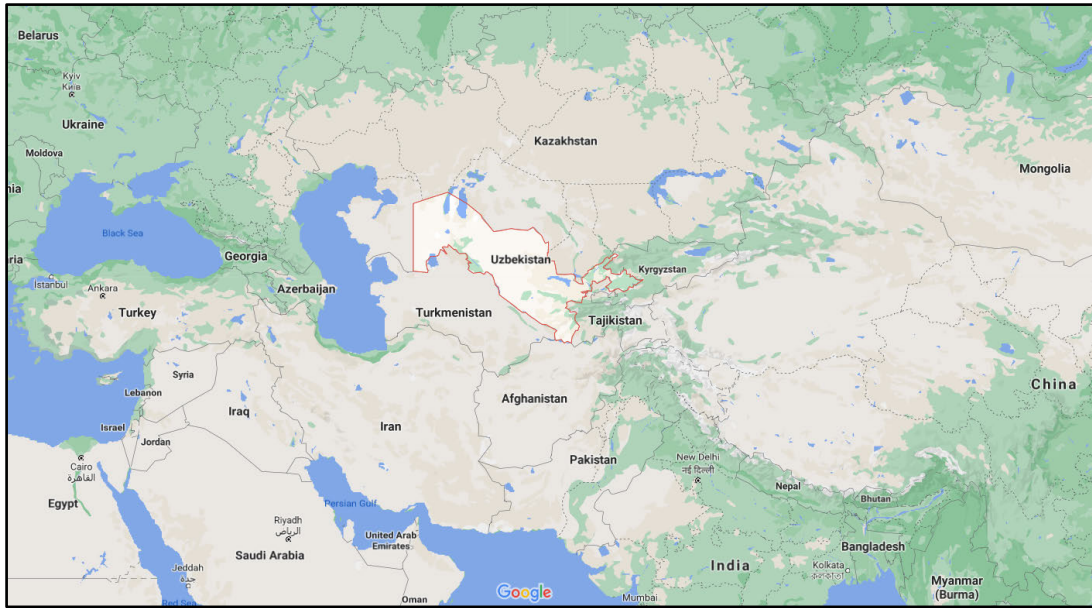 Belarus
Kyiv
Київ
Ukraine
Kazakhstan
Moldova
Mongolia
nia
Black Sea
Uzbekistan
Georgia
Kyrgyzstan
aria
Istanbul
Ankara
Azerbaijan
Turkey
Turkmenistan
Tajikistan
Syria
China
Lebanon
Afghanistan
Iraq
Iran
Israel
Jordan
Pakistan
New Delhi
नई दिल्ली
Cairo
القاهرة
Nepal
Bhutan
Egypt
Persian Gulf
Riyadh
الرياض
United Arab
Emirates
Saudi Arabia
Bangladesh
India
Kolkata
Jeddah
جدة
Google
Myanmar
(Burma)
Oman
Mumbai
Red Sea